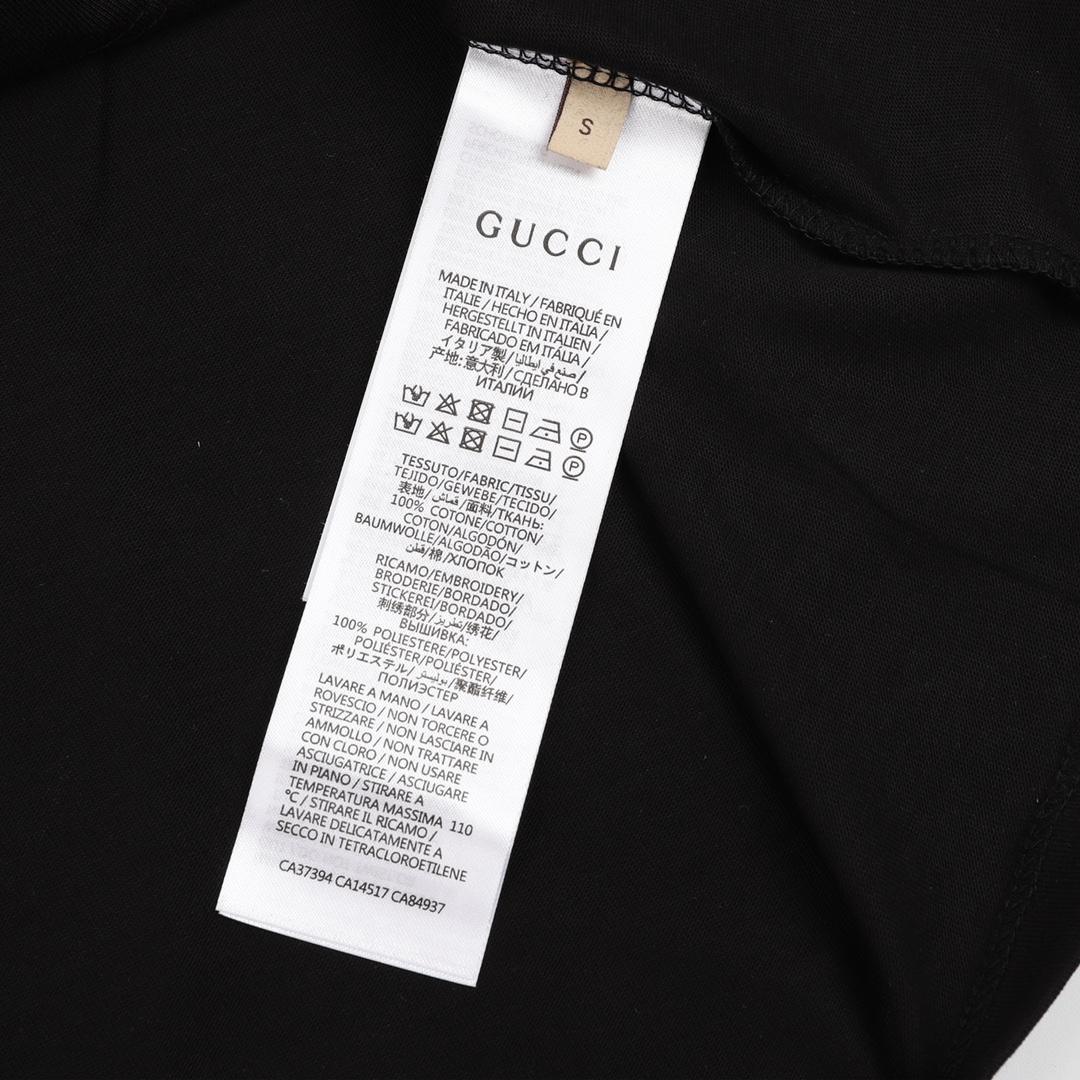 S
GUCCI
MADE IN ITALY / FABRIQUÉ EN
ITALIE / HECHO EN ITALIA /
HERGESTELLT IN ITALIEN /
FABRICADO EM ITÁLIA /
イタリア製 / صنع في إيطاليا /
产地: 意大利 / СДЕЛАНО В
ИТАЛИИ
P
P
TESSUTO/FABRIC/TISSU/
TEJIDO/GEWEBE/TECIDO/
表地/قماش/面料/ТКАНЬ:
100% COTONE/COTTON/
COTON/ALGODÓN/
BAUMWOLLE/ALGODÃO/コットン/
قطن/棉/ХЛОПОК
RICAMO/EMBROIDERY/
BRODERIE/BORDADO/
STICKEREI/BORDADO/
刺绣部分/تطريز/绣花/
ВЫШИВКА:
100% POLIESTERE/POLYESTER/
POLIÉSTER/POLIÉSTER/
ポリエステル/بوليستر/聚酯纤维/
ПОЛИЭСТЕР
LAVARE A MANO / LAVARE A
ROVESCIO / NON TORCERE O
STRIZZARE / NON LASCIARE IN
AMMOLLO / NON TRATTARE
CON CLORO / NON USARE
ASCIUGATRICE / ASCIUGARE
IN PIANO / STIRARE A
TEMPERATURA MASSIMA 110
°C / STIRARE IL RICAMO /
LAVARE DELICATAMENTE A
SECCO IN TETRACLOROETILENE
CA37394 CA14517 CA84937